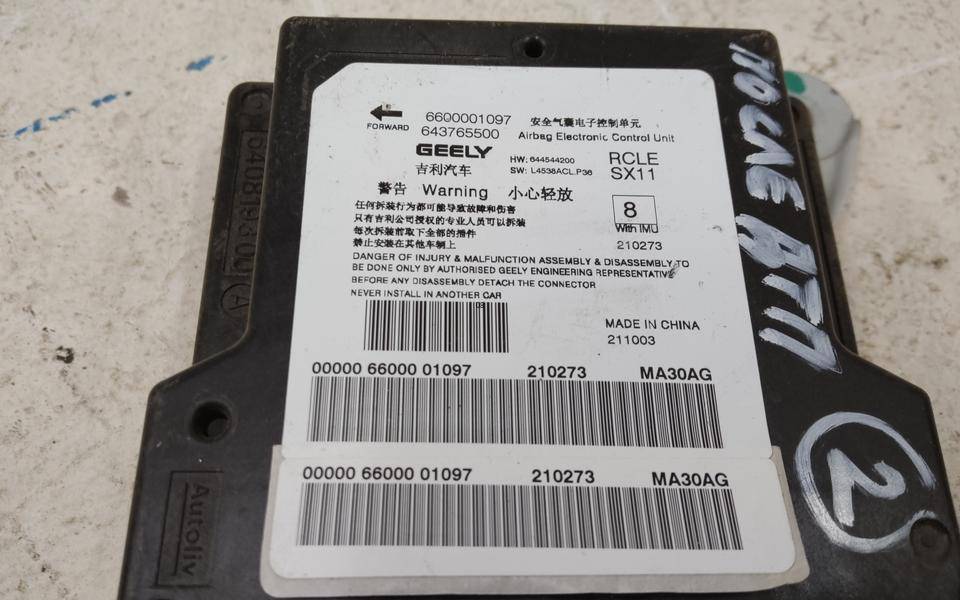 FORWARD
6600001097
643765500
安全气囊电子控制单元
Airbag Electronic Control Unit
GEELY
吉利汽车
HW: 644544200
SW: L4538ACL.P36
RCLE
SX11
警告 Warning 小心轻放
8
With IMU
210273
任何拆装行为都可能导致故障和伤害
只有吉利公司授权的专业人员可以拆装
每次拆装前取下全部的插件
禁止安装在其他车辆上
DANGER OF INJURY & MALFUNCTION ASSEMBLY & DISASSEMBLY TO
BE DONE ONLY BY AUTHORISED GEELY ENGINEERING REPRESENTATIVE
BEFORE ANY DISASSEMBLY DETACH THE CONNECTOR
NEVER INSTALL IN ANOTHER CAR
MADE IN CHINA
211003
00000 66000 01097 210273 MA30AG
00000 66000 01097 210273 MA30AG
640819300 A
Autoliv
ПОСЛЕ ДТП
2